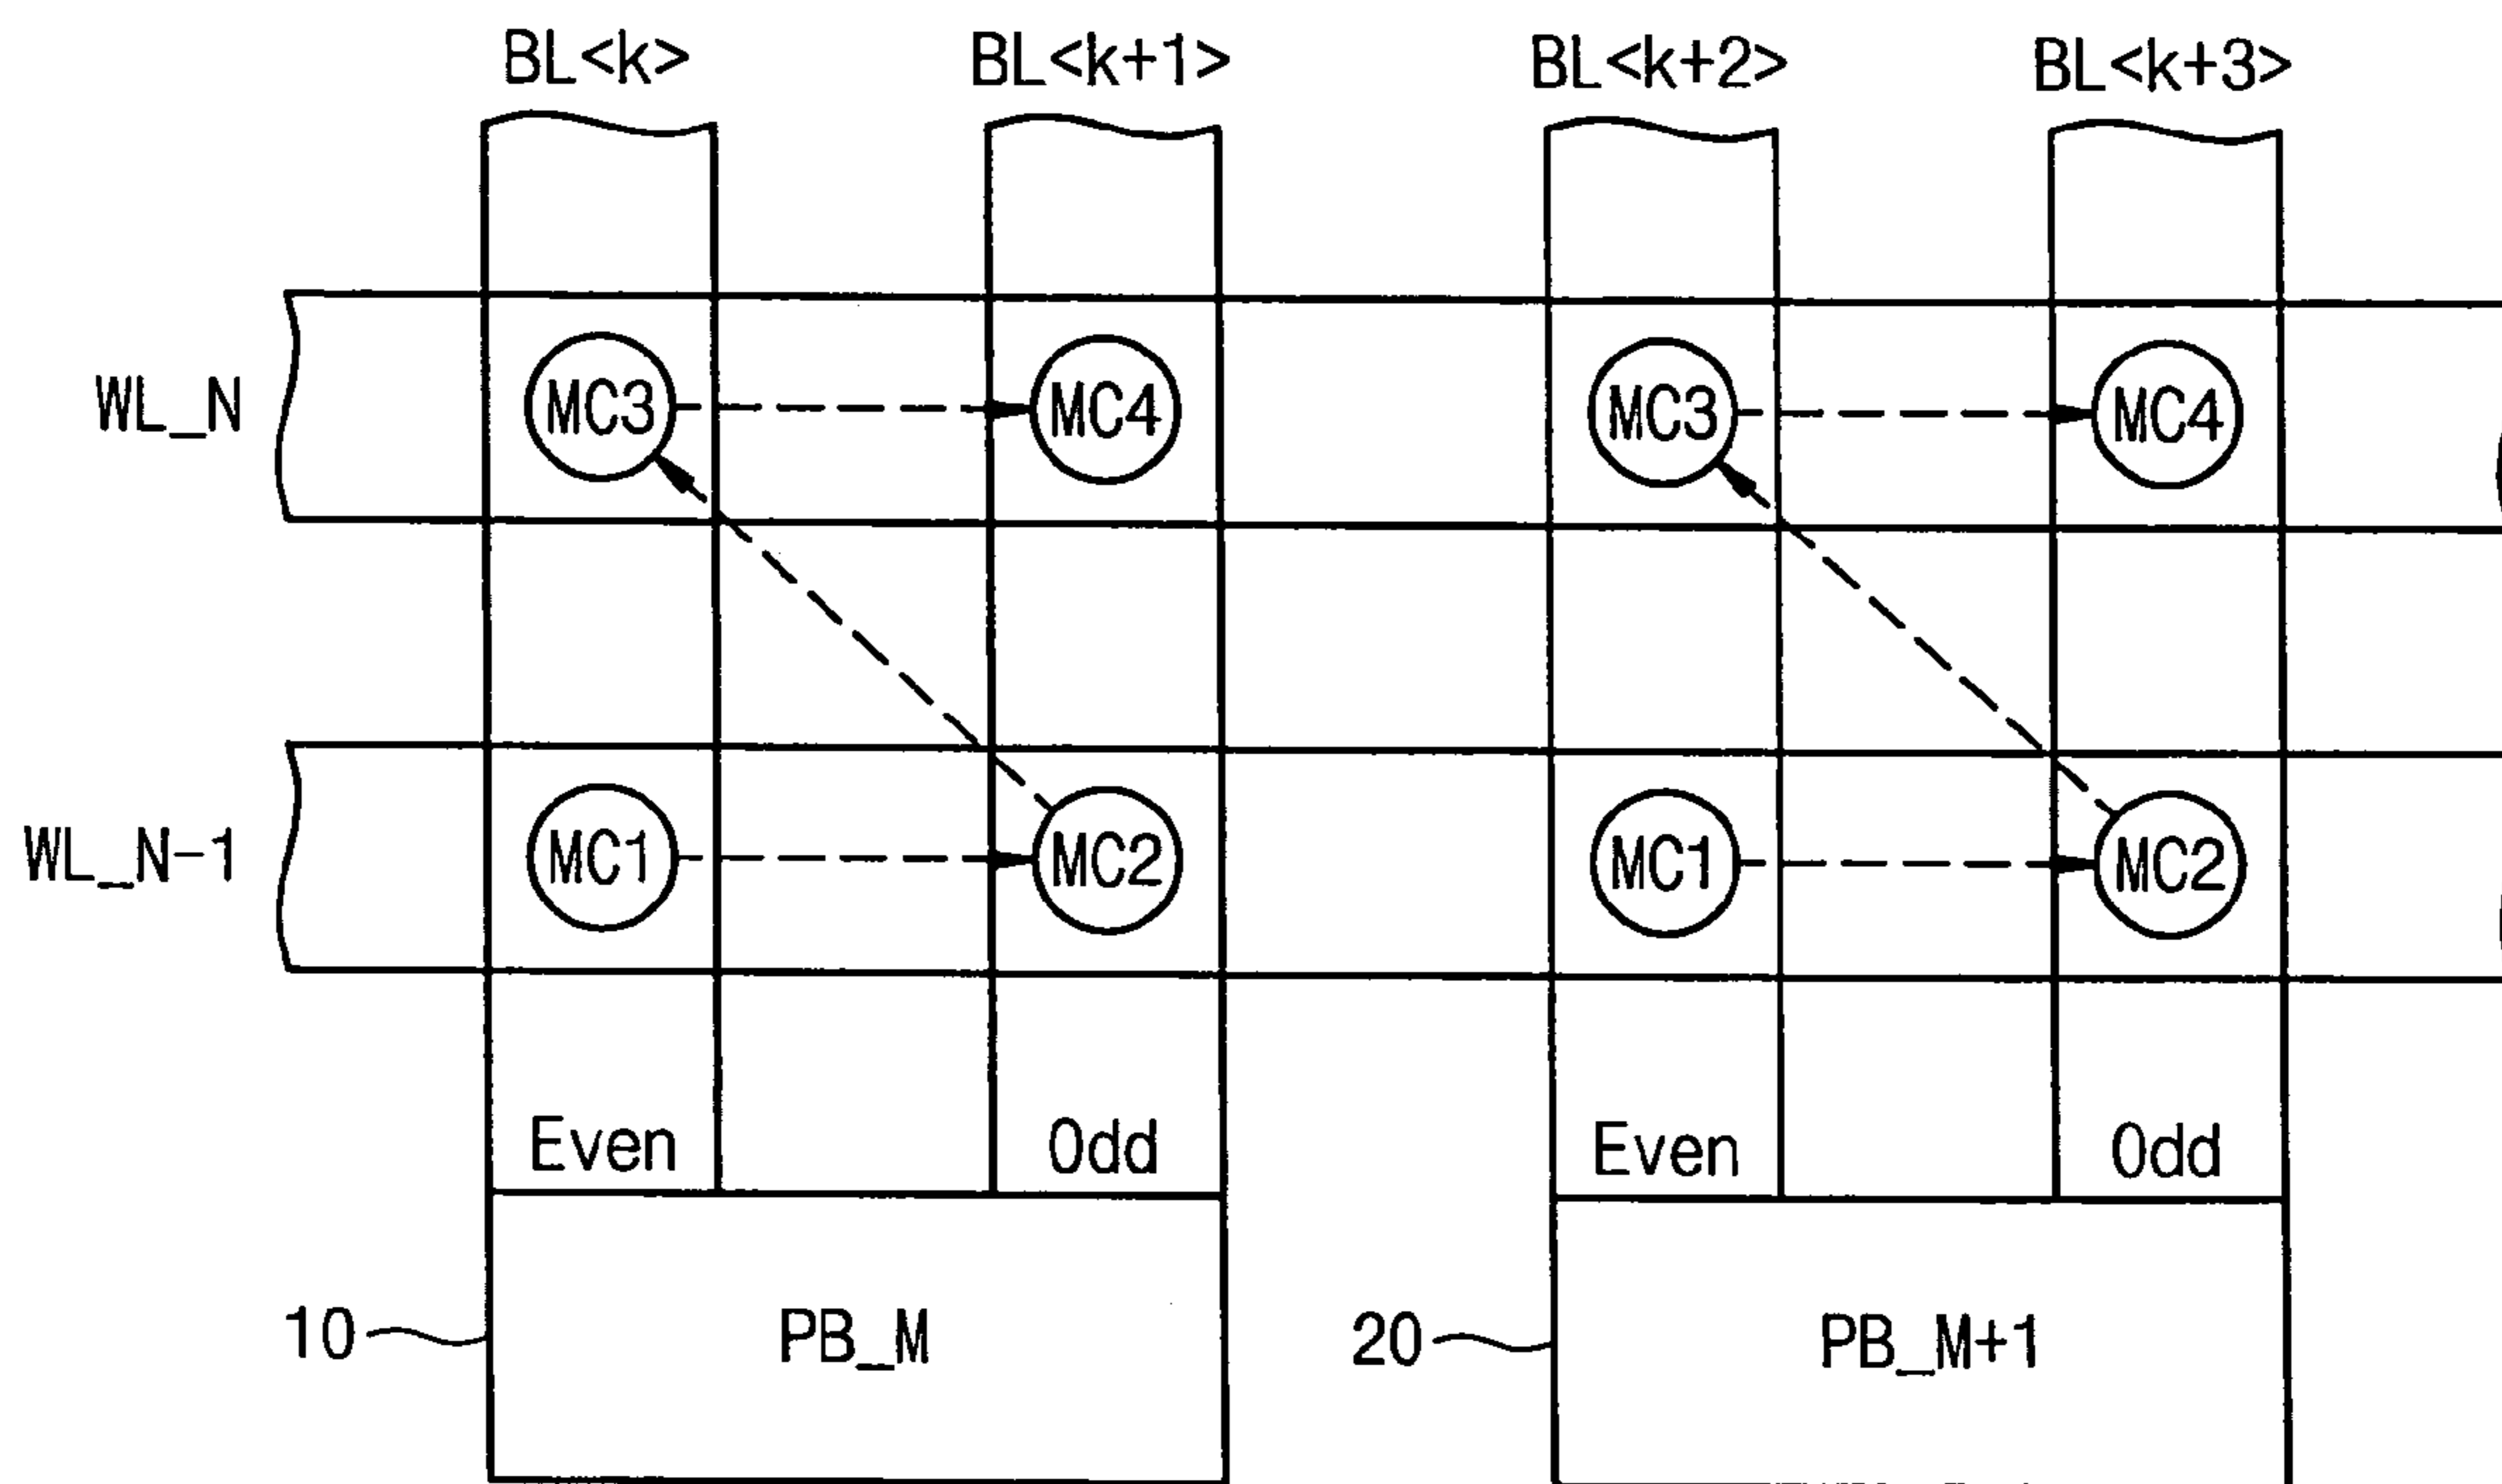 BL<k> BL<k+1> BL<k+2> BL<k+3>
WL_N MC3 MC4 MC3 MC4
WL_N-1 MC1 MC2 MC1 MC2
Even Odd Even Odd
10 PB_M 20 PB_M+1